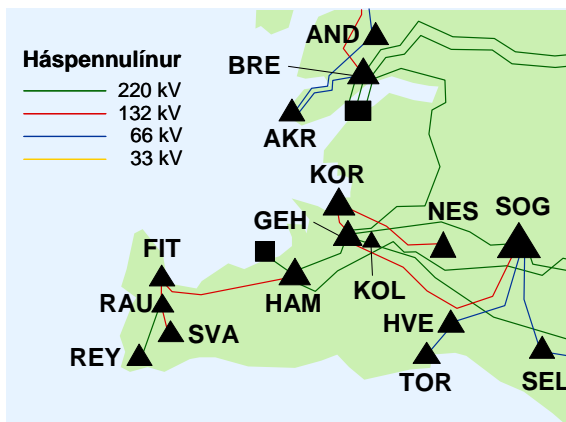 AND
Háspennulínur
BRE
220 kV
132 kV
66 kV
33 kV
AKR
KOR
GEH
NES
SOG
FIT
KOL
RAU
HAM
SVA
HVE
REY
TOR
SEL